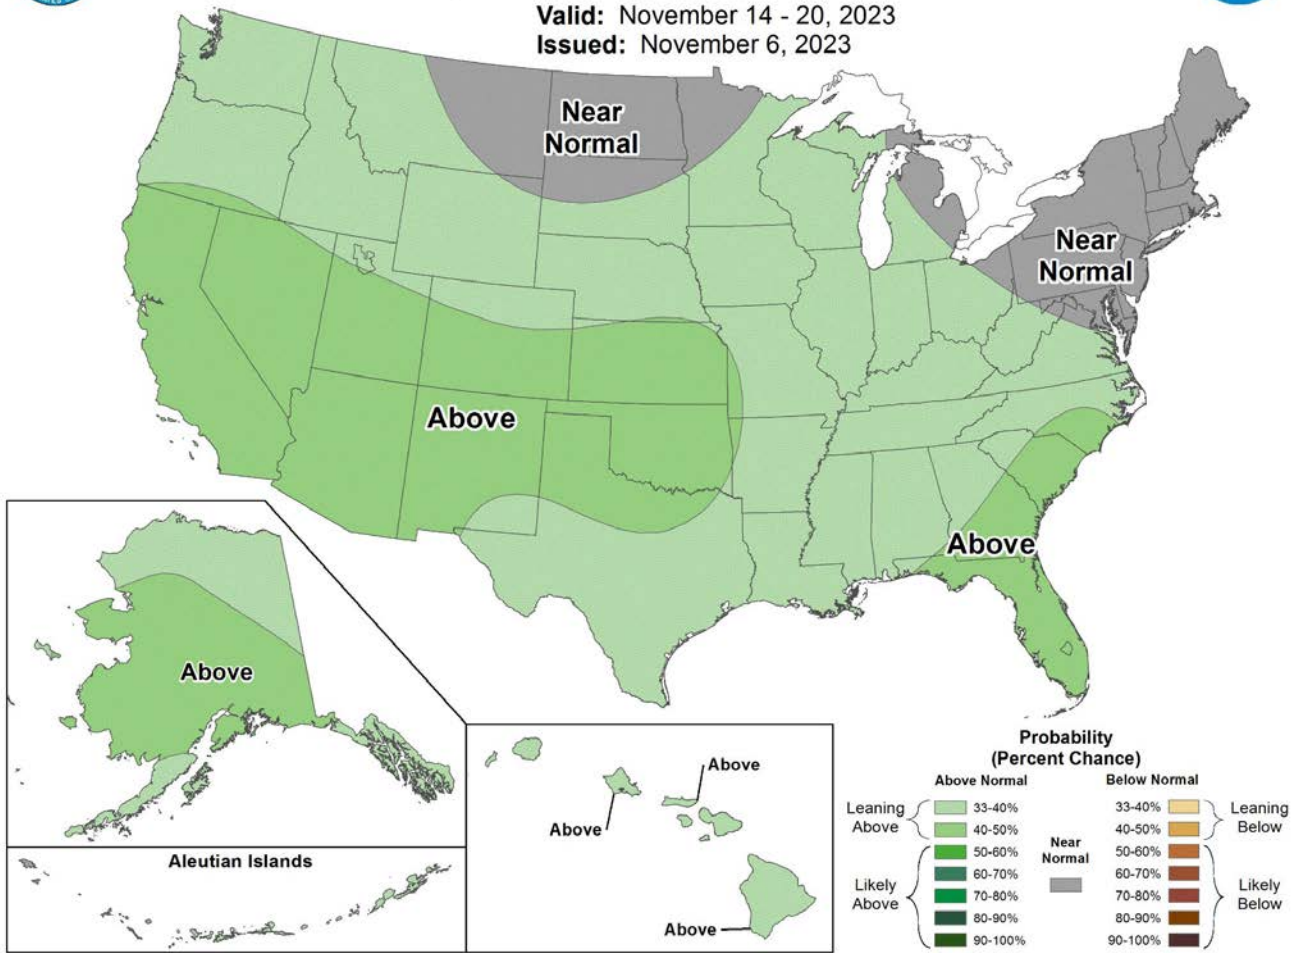 Valid: November 14 - 20, 2023
Issued: November 6, 2023
Near
Normal
Near
Normal
Above
Above
Above
Aleutian Islands
Above
Above
Above
Probability
(Percent Chance)
Above Normal
Below Normal
Leaning
Above
33-40%
40-50%
Likely
Above
50-60%
60-70%
70-80%
80-90%
90-100%
Near
Normal
33-40%
40-50%
Leaning
Below
50-60%
60-70%
70-80%
80-90%
90-100%
Likely
Below